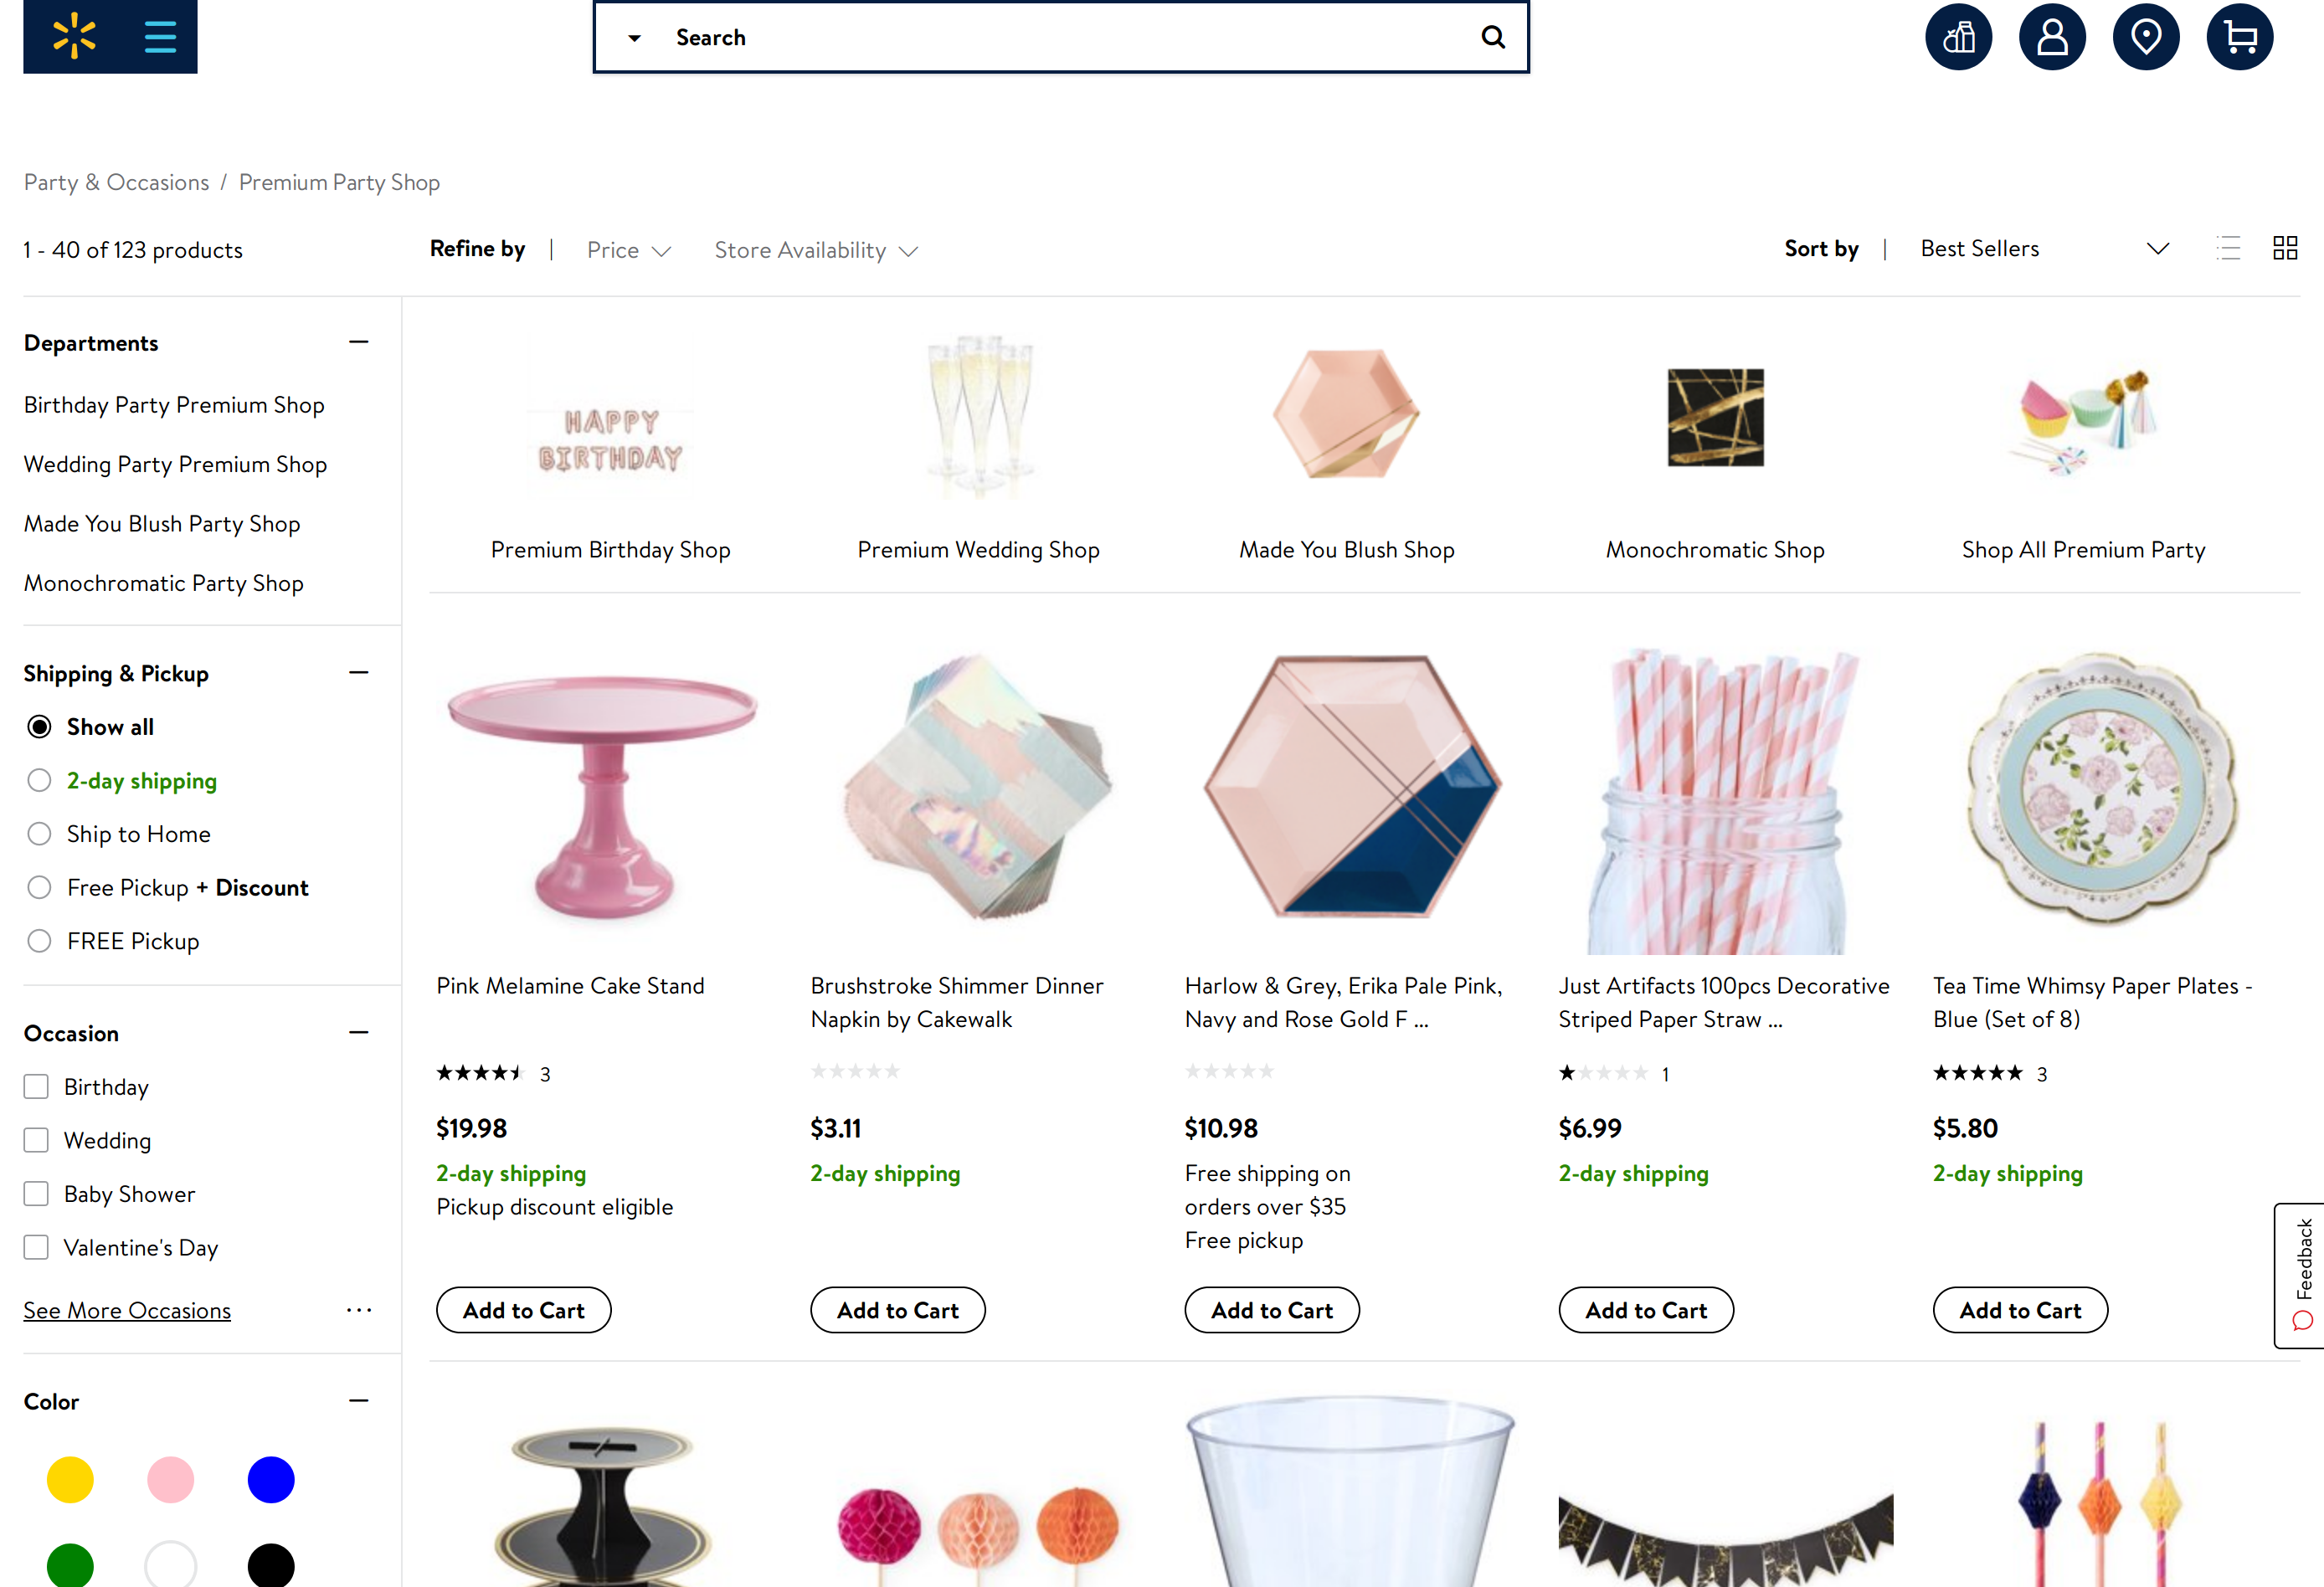 Search
Party & Occasions / Premium Party Shop
1 - 40 of 123 products
Refine by | Price Store Availability
Sort by | Best Sellers
Departments
Birthday Party Premium Shop
Wedding Party Premium Shop
Made You Blush Party Shop
Monochromatic Party Shop
Shipping & Pickup
Show all
2-day shipping
Ship to Home
Free Pickup + Discount
FREE Pickup
Occasion
Birthday
Wedding
Baby Shower
Valentine's Day
See More Occasions ...
Color
HAPPY
BIRTHDAY
Premium Birthday Shop
Premium Wedding Shop
Made You Blush Shop
Monochromatic Shop
Shop All Premium Party
Pink Melamine Cake Stand
3
$19.98
2-day shipping
Pickup discount eligible
Add to Cart
Brushstroke Shimmer Dinner
Napkin by Cakewalk
$3.11
2-day shipping
Add to Cart
Harlow & Grey, Erika Pale Pink,
Navy and Rose Gold F ...
$10.98
Free shipping on
orders over $35
Free pickup
Add to Cart
Just Artifacts 100pcs Decorative
Striped Paper Straw ...
1
$6.99
2-day shipping
Add to Cart
Tea Time Whimsy Paper Plates -
Blue (Set of 8)
3
$5.80
2-day shipping
Add to Cart
Feedback